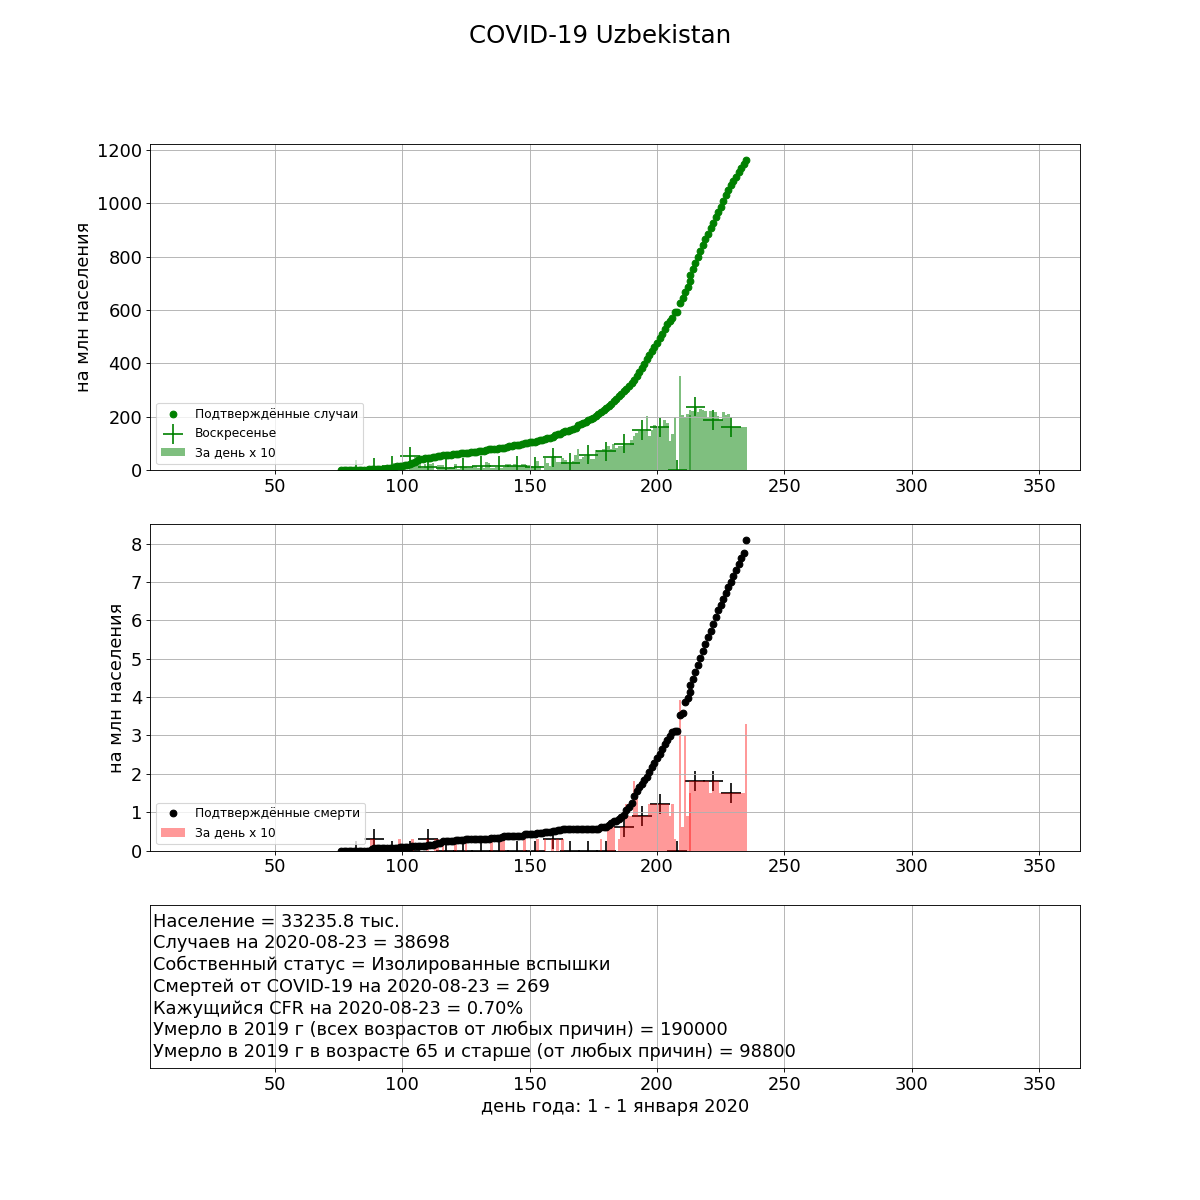 COVID-19 Uzbekistan
1200
1000
800
600
400
200
0
на млн населения
Подтверждённые случаи
Воскресенье
За день x 10
50 100 150 200 250 300 350
8
7
6
5
4
3
2
1
0
на млн населения
Подтверждённые смерти
За день x 10
50 100 150 200 250 300 350
Население = 33235.8 тыс.
Случаев на 2020-08-23 = 38698
Собственный статус = Изолированные вспышки
Смертей от COVID-19 на 2020-08-23 = 269
Кажущийся CFR на 2020-08-23 = 0.70%
Умерло в 2019 г (всех возрастов от любых причин) = 190000
Умерло в 2019 г в возрасте 65 и старше (от любых причин) = 98800
50 100 150 200 250 300 350
день года: 1 - 1 января 2020